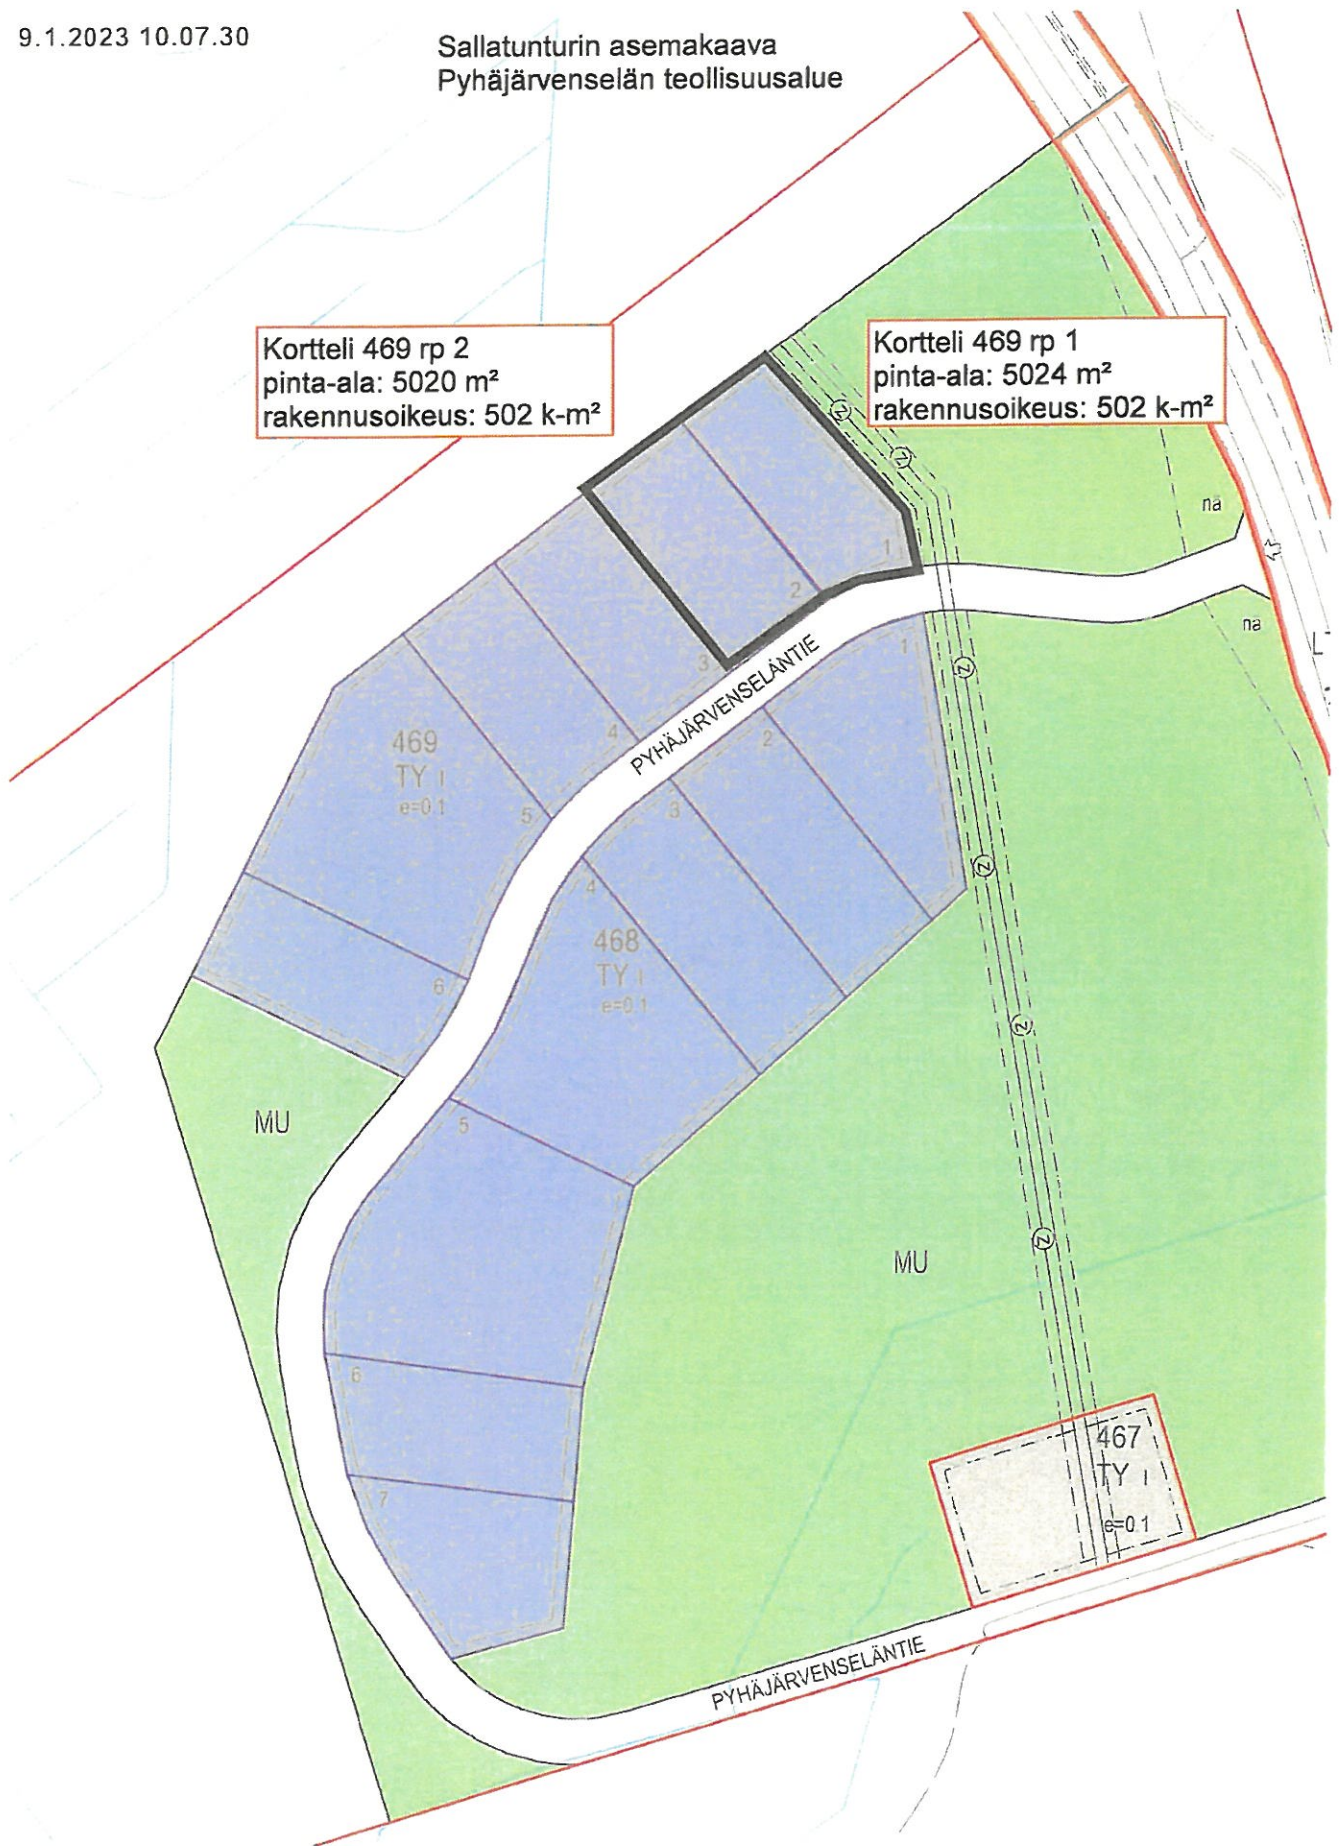 9.1.2023 10.07.30
Sallatunturin asemakaava
Pyhäjärvenselän teollisuusalue
Kortteli 469 rp 2
pinta-ala: 5020 m²
rakennusoikeus: 502 k-m²
Kortteli 469 rp 1
pinta-ala: 5024 m²
rakennusoikeus: 502 k-m²
Z
Z
nä
1
2
nä
L
3
PYHÄJÄRVENSELÄNTIE
1
Z
4
2
469
TY I
e=0.1
5
3
Z
4
468
TY I
e=0.1
6
Z
MU
5
Z
MU
6
467
TY I
e=0.1
7
PYHÄJÄRVENSELÄNTIE